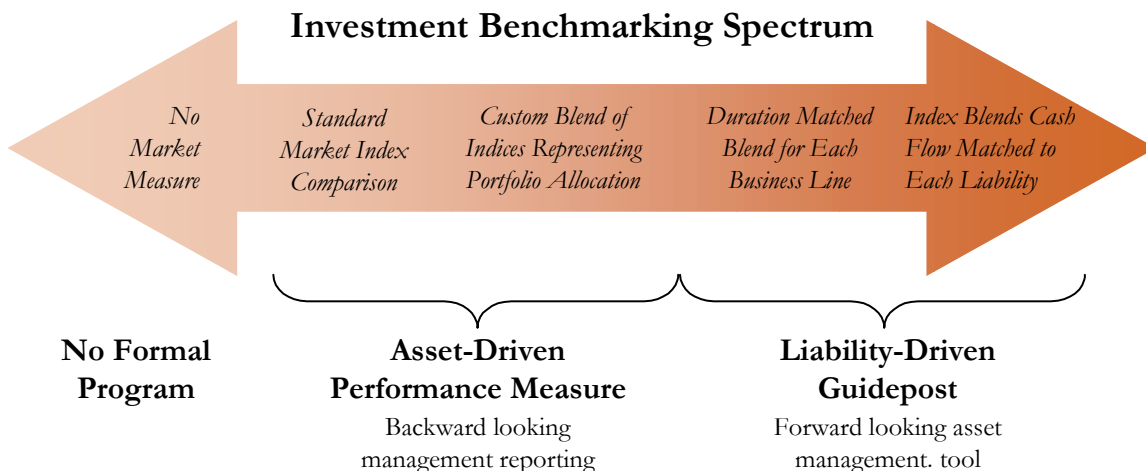 Investment Benchmarking Spectrum
No
Market
Measure
Standard
Market Index
Comparison
Custom Blend of
Indices Representing
Portfolio Allocation
Duration Matched
Blend for Each
Business Line
Index Blends Cash
Flow Matched to
Each Liability
No Formal
Program
Asset-Driven
Performance Measure
Backward looking
management reporting
Liability-Driven
Guidepost
Forward looking asset
management. tool